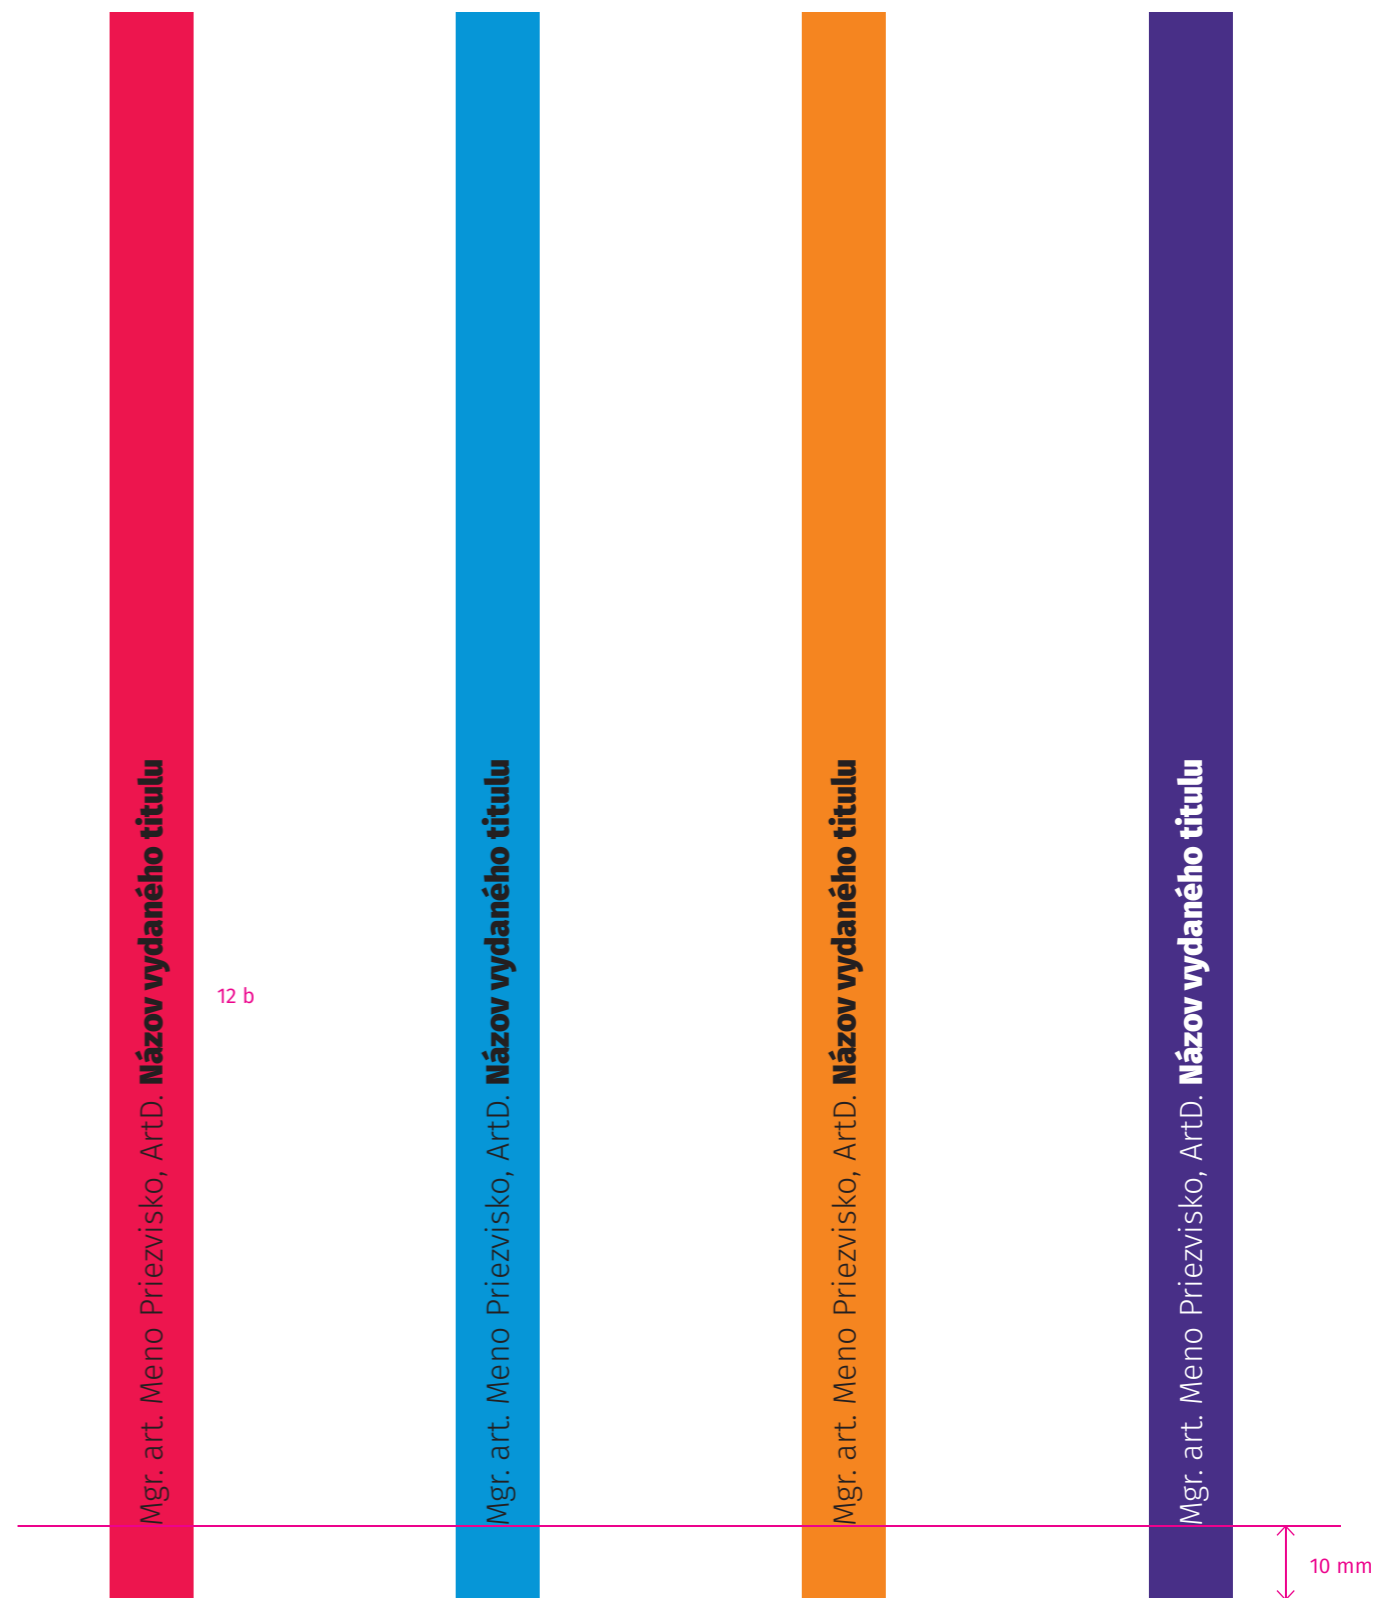 Mgr. art. Meno Priezvisko, ArtD. Názov vydaného titulu
12 b
Mgr. art. Meno Priezvisko, ArtD. Názov vydaného titulu
Mgr. art. Meno Priezvisko, ArtD. Názov vydaného titulu
Mgr. art. Meno Priezvisko, ArtD. Názov vydaného titulu
10 mm